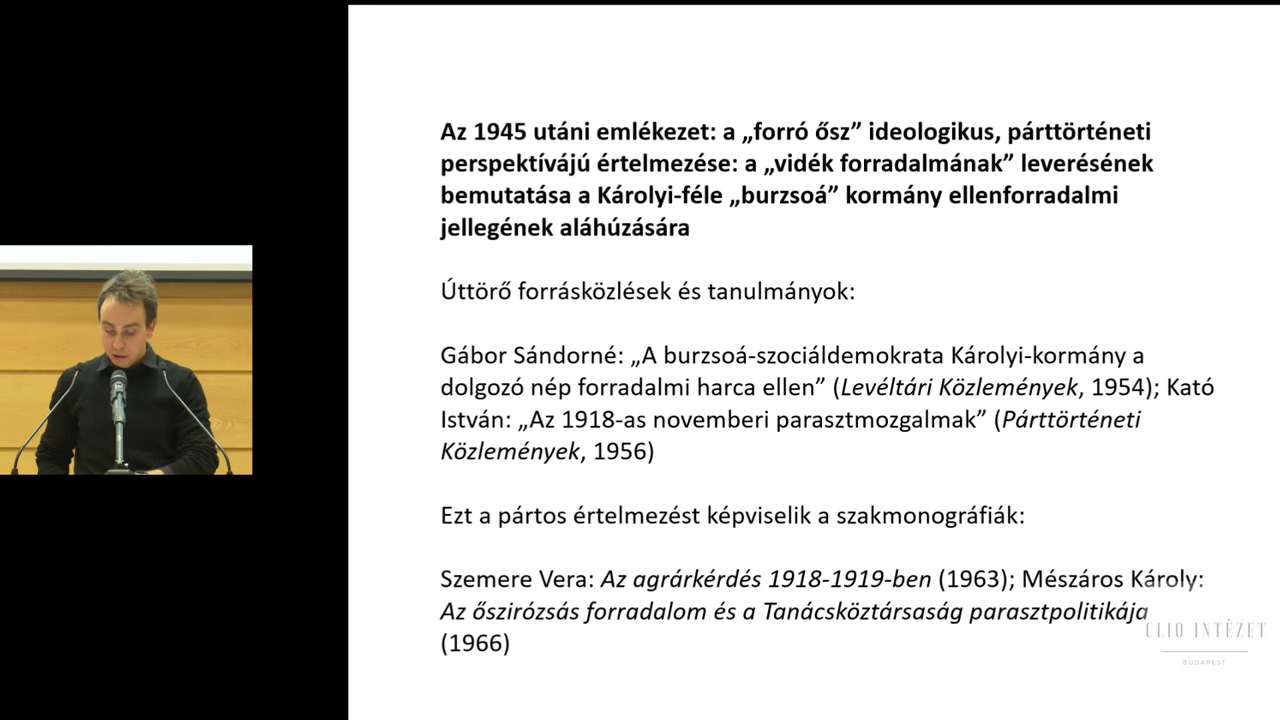 Az 1945 utáni emlékezet: a „forró ősz” ideologikus, párttörténeti
perspektívájú értelmezése: a „vidék forradalmának” leverésének
bemutatása a Károlyi-féle „burzsoá” kormány ellenforradalmi
jellegének aláhúzására
Úttörő forrásközlések és tanulmányok:
Gábor Sándorné: „A burzsoá-szociáldemokrata Károlyi-kormány a
dolgozó nép forradalmi harca ellen” (Levéltári Közlemények, 1954); Kató
István: „Az 1918-as novemberi parasztmozgalmak” (Párttörténeti
Közlemények, 1956)
Ezt a pártos értelmezést képviselik a szakmonográfiák:
Szemere Vera: Az agrárkérdés 1918-1919-ben (1963); Mészáros Károly:
Az őszirózsás forradalom és a Tanácsköztársaság parasztpolitikája
(1966)
CLIO INTÉZET
BUDAPEST